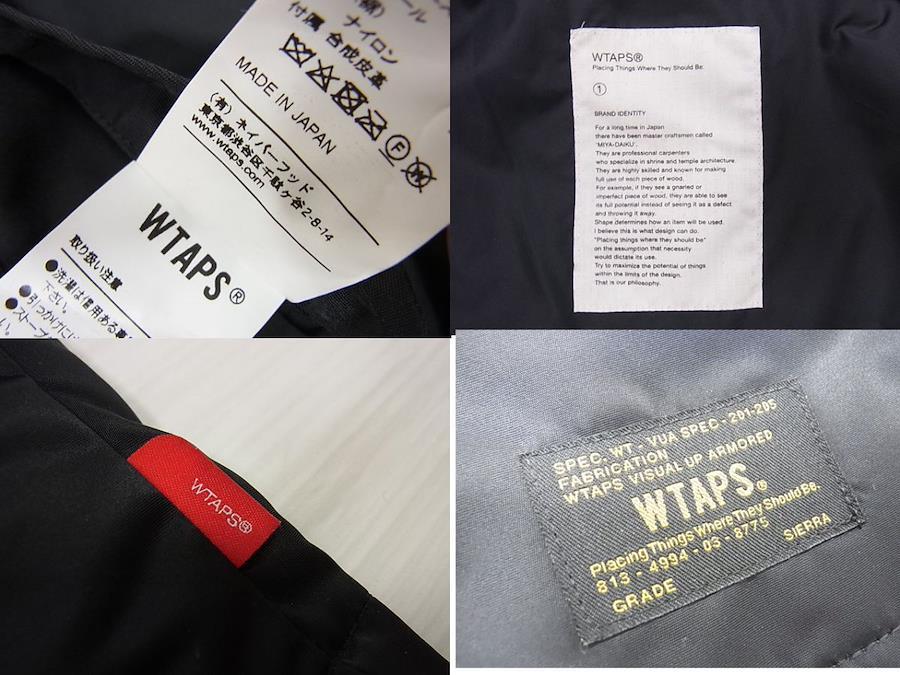 ナイロン
付属 合成皮革
MADE IN JAPAN
(有)ネイバーフッド
東京都渋谷区千駄ヶ谷2-8-14
www.wtaps.com
WTAPS®
取り扱い注意
WTAPS®
Placing Things Where They Should Be.
1
BRAND IDENTITY
For a long time in Japan
there have been master craftsmen called
"MIYA-DAIKU".
They are professional carpenters
who specialize in shrine and temple architecture.
They are highly skilled and known for making
full use of each piece of wood.
For example, if they see a gnarled or
imperfect piece of wood, they are able to see
its full potential instead of seeing it as a defect
and throwing it away.
Shape determines how an item will be used.
I believe this is what design can do.
"Placing things where they should be"
on the assumption that necessity
would dictate its use.
Try to maximize the potential of things
within the limits of the design.
That is our philosophy.
WTAPS®
SPEC. WT - VUA SPEC - 201-205
FABRICATION
WTAPS VISUAL UP ARMORED
WTAPS®
Placing Things Where They Should Be.
813 - 4994 - 03 - 8775
GRADE SIERRA